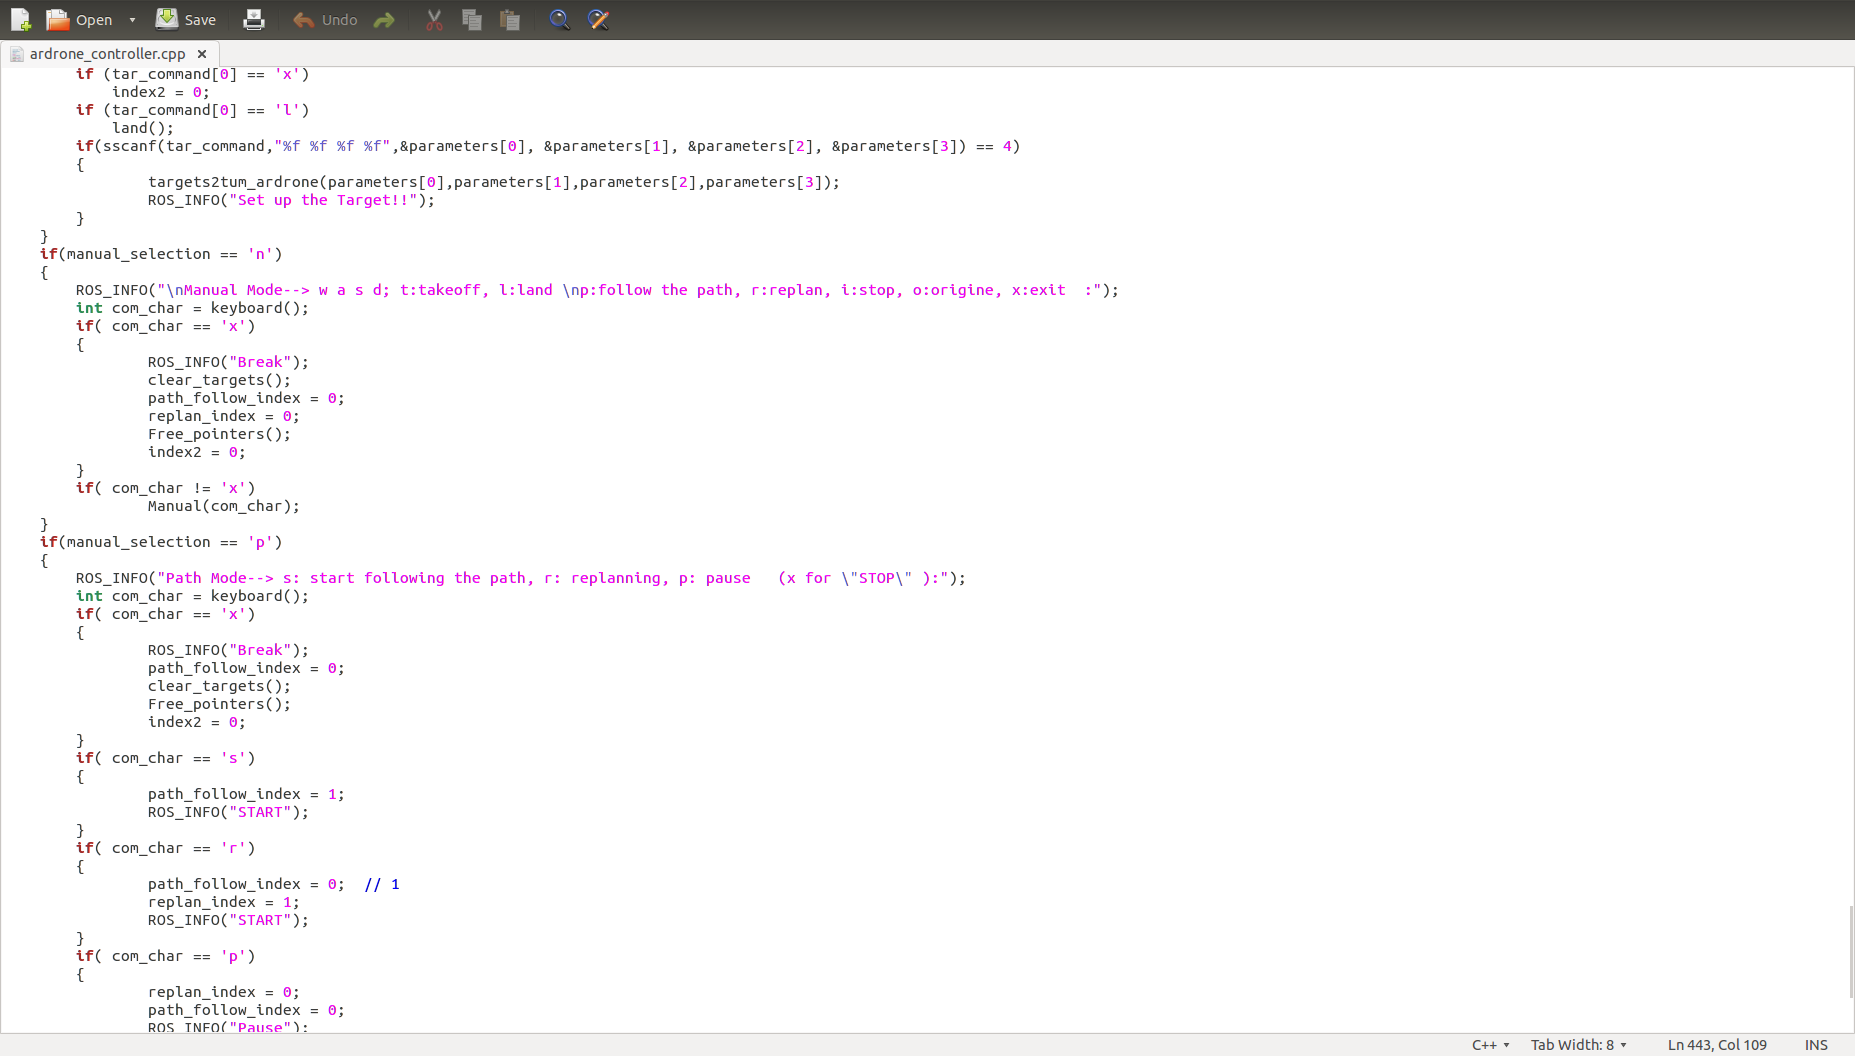 Open Save Undo
ardrone_controller.cpp
if (tar_command[0] == 'x')
index2 = 0;
if (tar_command[0] == 'l')
land();
if(sscanf(tar_command,"%f %f %f %f",&parameters[0], &parameters[1], &parameters[2], &parameters[3]) == 4)
{
targets2tum_ardrone(parameters[0],parameters[1],parameters[2],parameters[3]);
ROS_INFO("Set up the Target!!");
}
}
if(manual_selection == 'n')
{
ROS_INFO("\nManual Mode--> w a s d; t:takeoff, l:land \np:follow the path, r:replan, i:stop, o:origine, x:exit  :");
int com_char = keyboard();
if( com_char == 'x')
{
ROS_INFO("Break");
clear_targets();
path_follow_index = 0;
replan_index = 0;
Free_pointers();
index2 = 0;
}
if( com_char != 'x')
Manual(com_char);
}
if(manual_selection == 'p')
{
ROS_INFO("Path Mode--> s: start following the path, r: replanning, p: pause   (x for \"STOP\" ):");
int com_char = keyboard();
if( com_char == 'x')
{
ROS_INFO("Break");
path_follow_index = 0;
clear_targets();
Free_pointers();
index2 = 0;
}
if( com_char == 's')
{
path_follow_index = 1;
ROS_INFO("START");
}
if( com_char == 'r')
{
path_follow_index = 0;  // 1
replan_index = 1;
ROS_INFO("START");
}
if( com_char == 'p')
{
replan_index = 0;
path_follow_index = 0;
ROS_INFO("Pause");
C++ Tab Width: 8 Ln 443, Col 109 INS